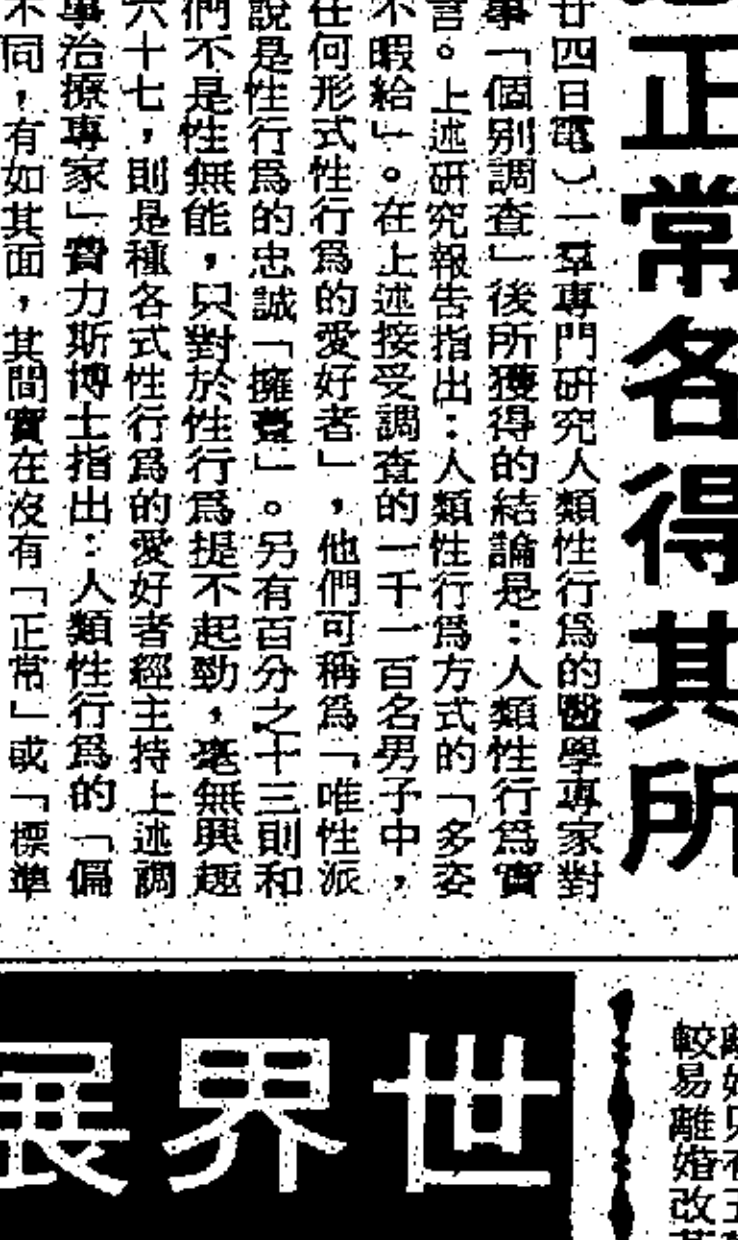 正常各得其所
廿四日電）一羣專門研究人類性行爲的醫學專家對
事「個別調查」後所獲得的結論是：人類性行爲實
言。上述研究報告指出：人類性行爲方式的「多姿
不暇給」。在上述接受調查的一千一百名男子中，
任何形式性行爲的愛好者」，他們可稱爲「唯性派
說是性行爲的忠誠「擁躉」。另有百分之十三則和
們不是性無能，只對於性行爲提不起勁，毫無興趣
六十七，則是種各式性行爲的愛好者經主持上述調
學治療專家」費力斯博士指出：人類性行爲的「偏
不同，有如其面，其間實在沒有「正常」或「標準
離婚只有五
較易離婚改
世界展